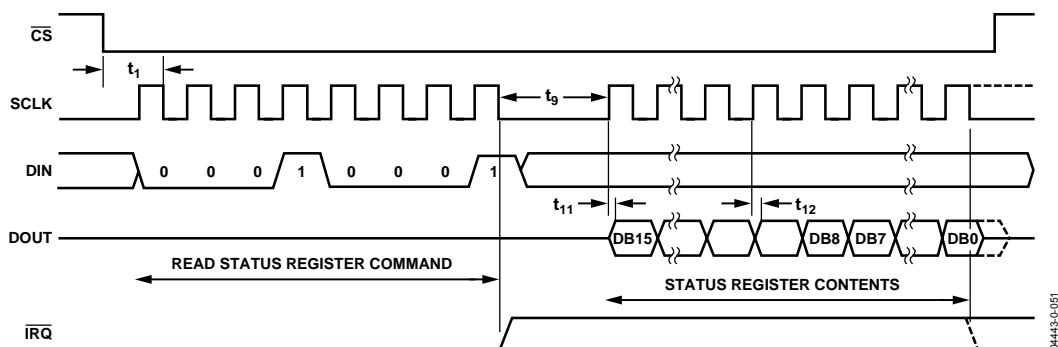 CS
t1
SCLK
t9
DIN
0 0 0 1 0 0 0 1
t11
t12
DOUT
DB15
DB8
DB7
DB0
READ STATUS REGISTER COMMAND
STATUS REGISTER CONTENTS
IRQ
04443-0-051